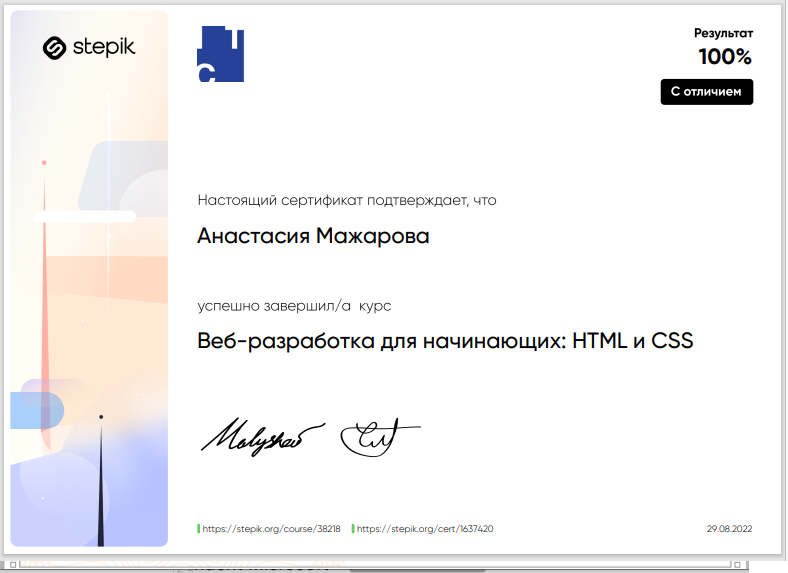 stepik
С
Результат
100%
С отличием
Настоящий сертификат подтверждает, что
Анастасия Мажарова
успешно завершил/а курс
Веб-разработка для начинающих: HTML и CSS
https://stepik.org/course/38218 https://stepik.org/cert/1637420
29.08.2022